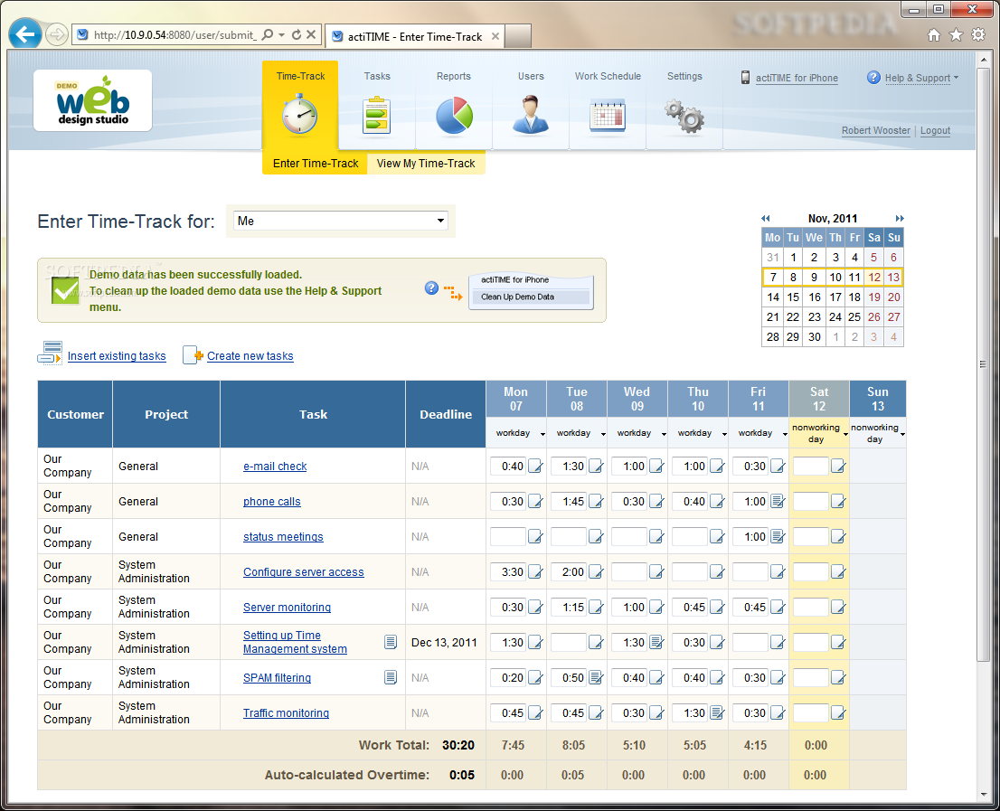 SOFTPEDIA
http://10.9.0.54:8080/user/submit_
actiTIME - Enter Time-Track
DEMO
web
design studio
Time-Track Tasks Reports Users Work Schedule Settings
actiTIME for iPhone
Help & Support
Robert Wooster | Logout
Enter Time-Track View My Time-Track
Enter Time-Track for: Me
SOFTPEDIA
Demo data has been successfully loaded.
To clean up the loaded demo data use the Help & Support
menu.
actiTIME for iPhone
Clean Up Demo Data
Nov, 2011
Mo Tu We Th Fr Sa Su
31 1 2 3 4 5 6
7 8 9 10 11 12 13
14 15 16 17 18 19 20
21 22 23 24 25 26 27
28 29 30 1 2 3 4
Insert existing tasks Create new tasks
Customer Project Task Deadline Mon 07 Tue 08 Wed 09 Thu 10 Fri 11 Sat 12 Sun 13
workday workday workday workday workday nonworking day nonworking day
Our Company General e-mail check N/A 0:40 1:30 1:00 1:00 0:30
Our Company General phone calls N/A 0:30 1:45 0:30 0:40 1:00
Our Company General status meetings N/A 1:00
Our Company System Administration Configure server access N/A 3:30 2:00
Our Company System Administration Server monitoring N/A 0:30 1:15 1:00 0:45 0:45
Our Company System Administration Setting up Time Management system Dec 13, 2011 1:30 1:30 0:30
Our Company System Administration SPAM filtering N/A 0:20 0:50 0:40 0:40 0:30
Our Company System Administration Traffic monitoring N/A 0:45 0:45 0:30 1:30 0:30
Work Total: 30:20 7:45 8:05 5:10 5:05 4:15 0:00
Auto-calculated Overtime: 0:05 0:00 0:05 0:00 0:00 0:00 0:00